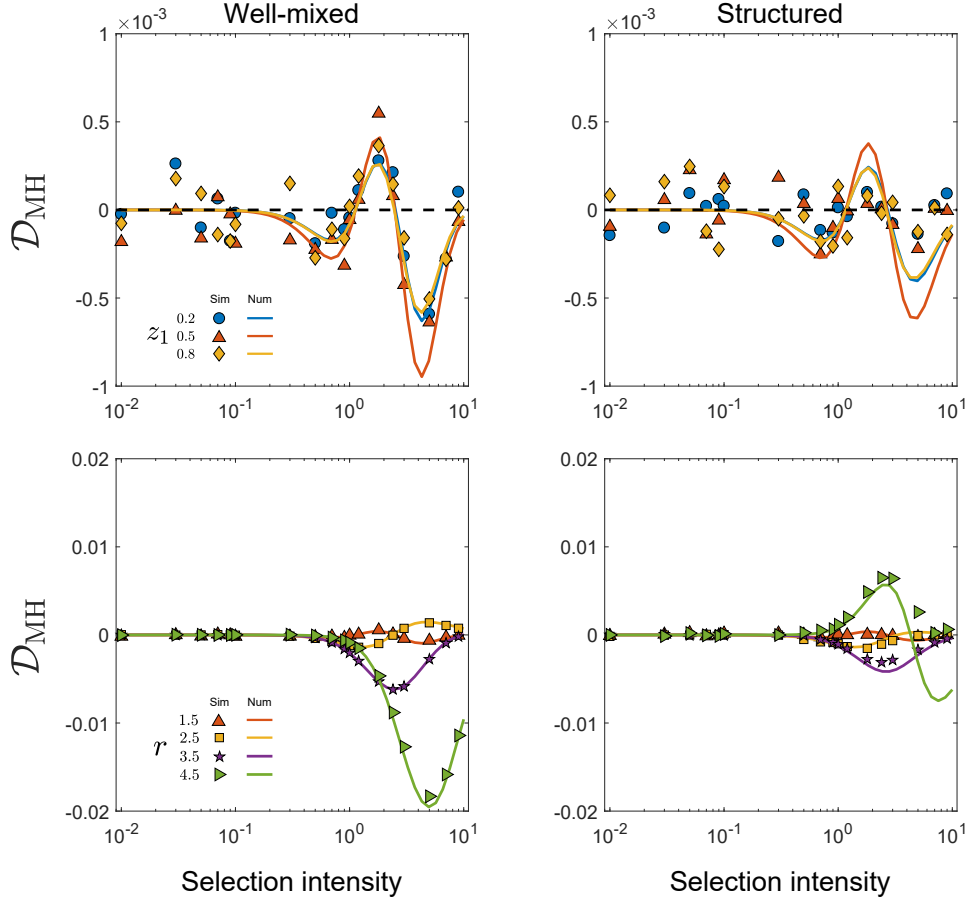 Well-mixed Structured
×10⁻³ ×10⁻³
1 1
0.5 0.5
𝒟MH 0 0
-0.5 -0.5
-1 -1
Sim Num
0.2
z₁ 0.5
0.8
10⁻² 10⁻¹ 10⁰ 10¹ 10⁻² 10⁻¹ 10⁰ 10¹
0.02 0.02
0.01 0.01
𝒟MH 0 0
-0.01 -0.01
-0.02 -0.02
Sim Num
1.5
2.5
r 3.5
4.5
10⁻² 10⁻¹ 10⁰ 10¹ 10⁻² 10⁻¹ 10⁰ 10¹
Selection intensity Selection intensity